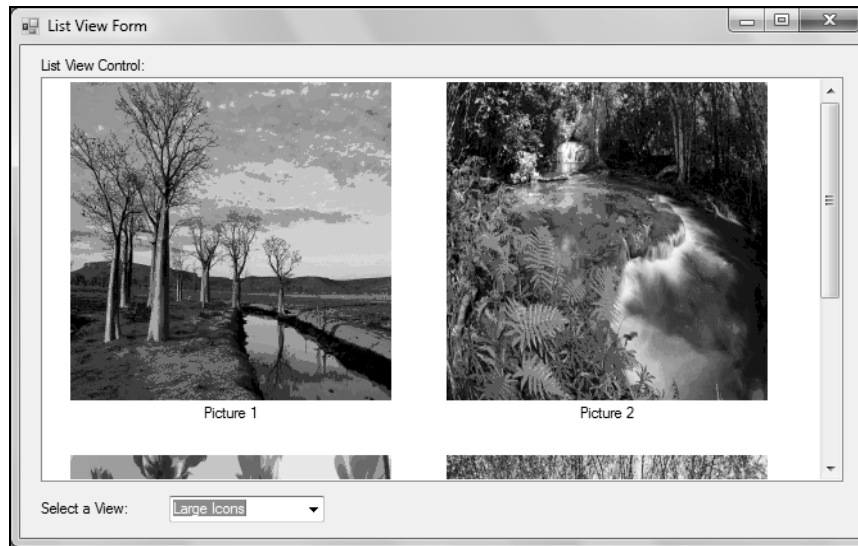 List View Form
List View Control:
Picture 1
Picture 2
Select a View:
Large Icons